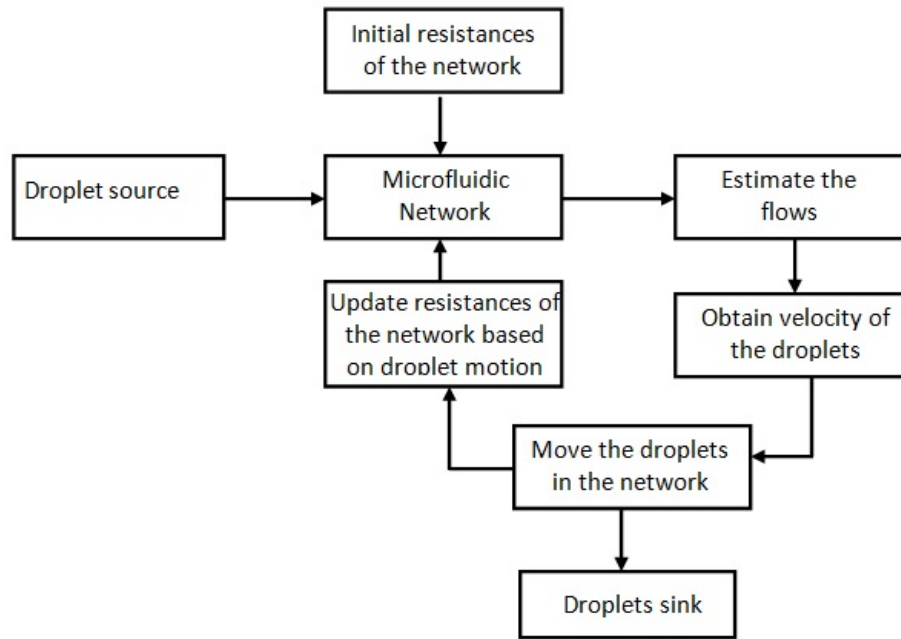 Initial resistances
of the network
Droplet source
Microfluidic
Network
Estimate the
flows
Update resistances of
the network based
on droplet motion
Obtain velocity of
the droplets
Move the droplets
in the network
Droplets sink